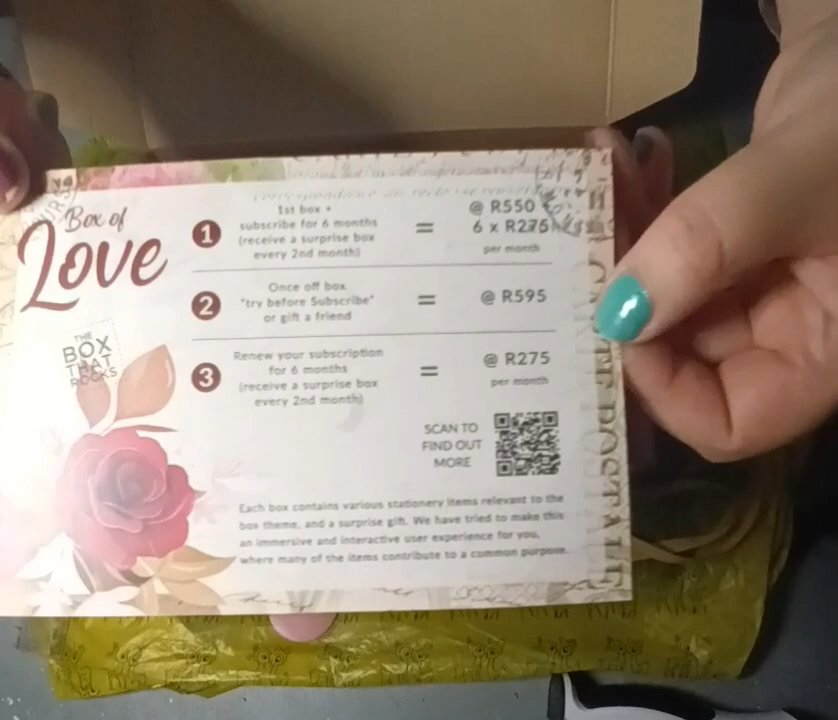 Box of
Love
THE
BOX
THAT
ROCKS
1
1st box +
subscribe for 6 months
(receive a surprise box
every 2nd month)
=
@ R550
6 x R275
per month
2
Once off box
"try before Subscribe"
or gift a friend
=
@ R595
3
Renew your subscription
for 6 months
(receive a surprise box
every 2nd month)
=
@ R275
per month
SCAN TO
FIND OUT
MORE
Each box contains various stationery items relevant to the
box theme, and a surprise gift. We have tried to make this
an immersive and interactive user experience for you,
where many of the items contribute to a common purpose.